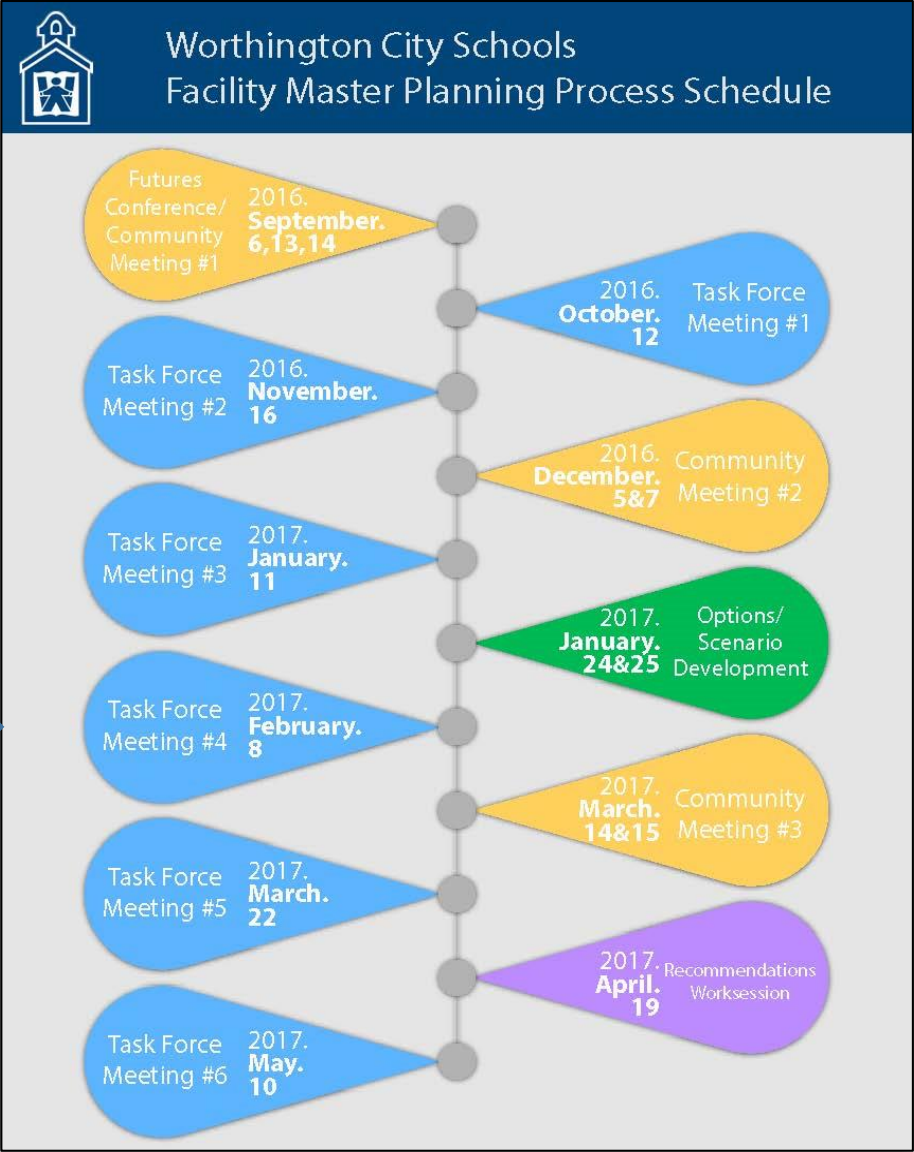 Worthington City Schools
Facility Master Planning Process Schedule
Futures
Conference/
Community
Meeting #1
2016.
September.
6,13,14
2016.
October.
12
Task Force
Meeting #1
Task Force
Meeting #2
2016.
November.
16
2016.
December.
5&7
Community
Meeting #2
Task Force
Meeting #3
2017.
January.
11
2017.
January.
24&25
Options/
Scenario
Development
Task Force
Meeting #4
2017.
February.
8
2017.
March.
14&15
Community
Meeting #3
Task Force
Meeting #5
2017.
March.
22
2017.
April.
19
Recommendations
Worksession
Task Force
Meeting #6
2017.
May.
10